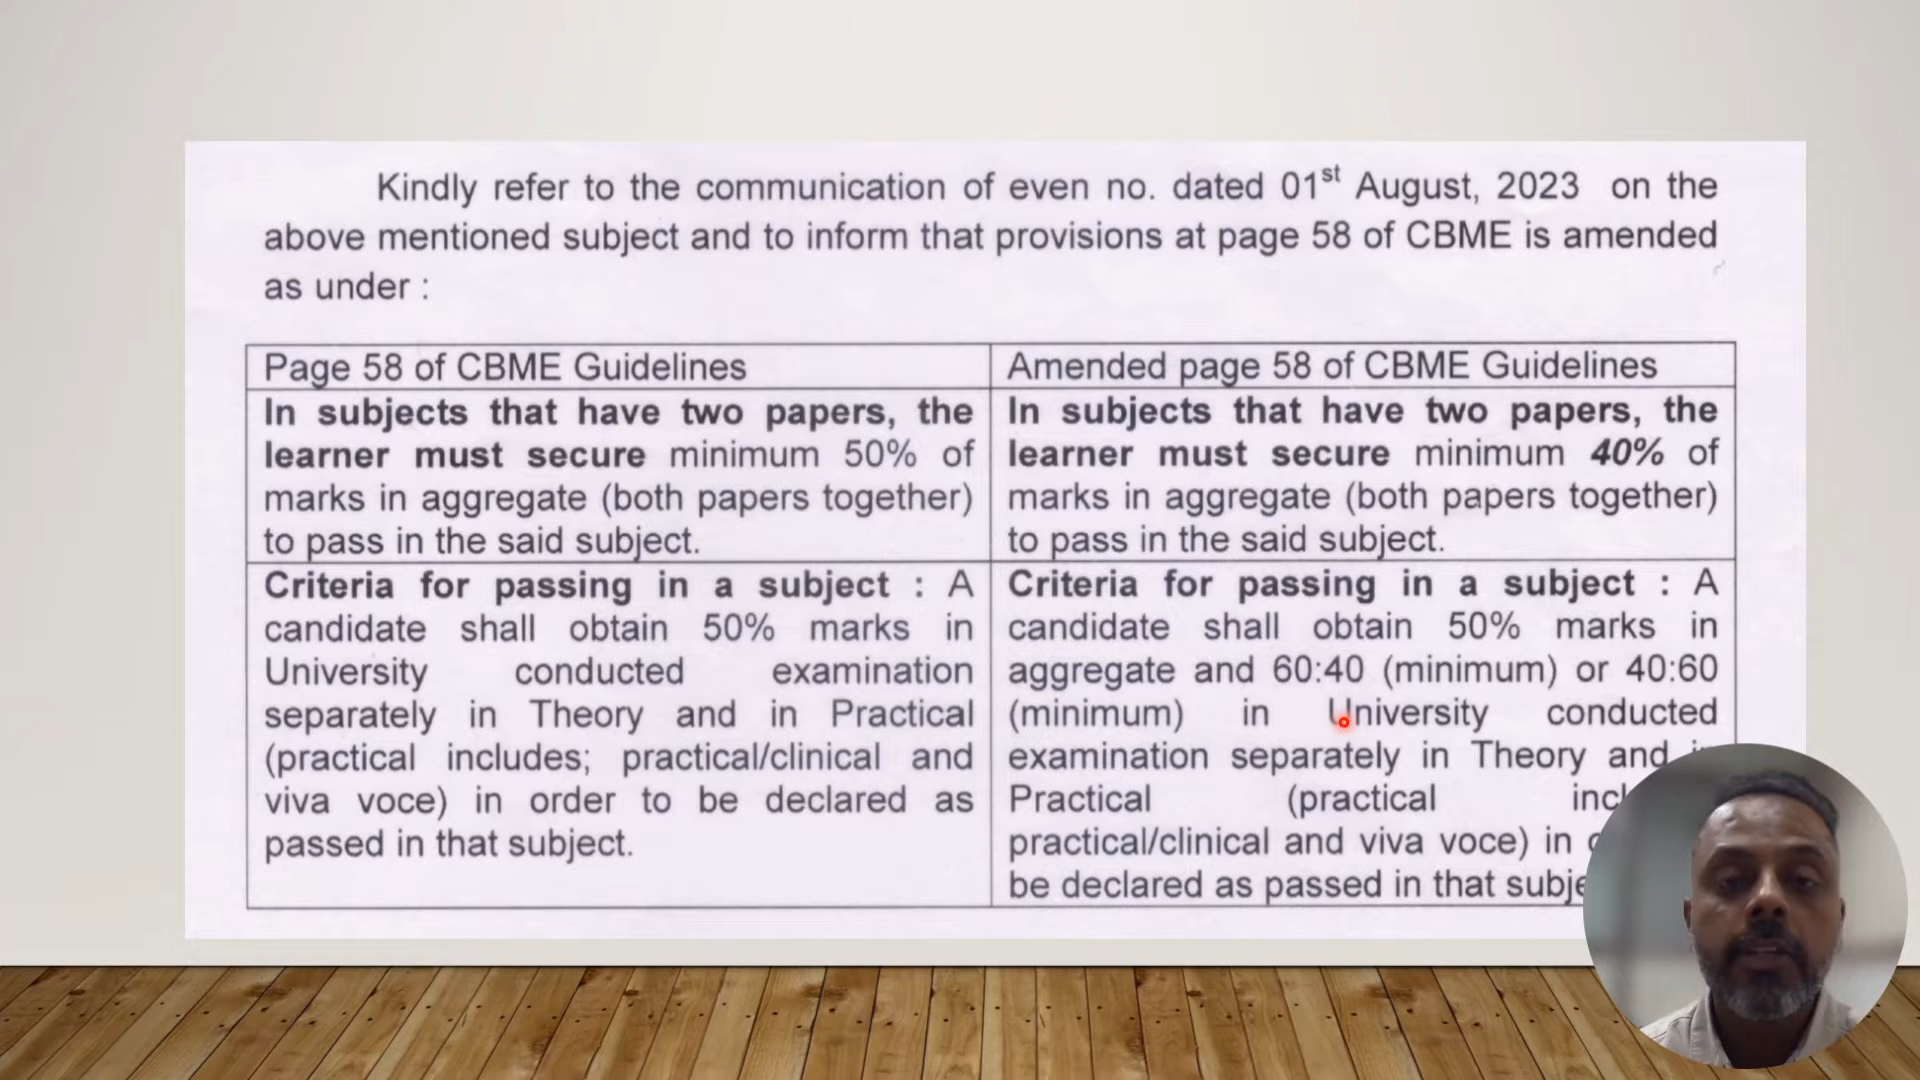 Kindly refer to the communication of even no. dated 01st August, 2023 on the
above mentioned subject and to inform that provisions at page 58 of CBME is amended
as under :
Page 58 of CBME Guidelines
In subjects that have two papers, the
learner must secure minimum 50% of
marks in aggregate (both papers together)
to pass in the said subject.
Criteria for passing in a subject : A
candidate shall obtain 50% marks in
University conducted examination
separately in Theory and in Practical
(practical includes; practical/clinical and
viva voce) in order to be declared as
passed in that subject.
Amended page 58 of CBME Guidelines
In subjects that have two papers, the
learner must secure minimum 40% of
marks in aggregate (both papers together)
to pass in the said subject.
Criteria for passing in a subject : A
candidate shall obtain 50% marks in
aggregate and 60:40 (minimum) or 40:60
(minimum) in University conducted
examination separately in Theory and
Practical (practical
practical/clinical and viva voce) in
be declared as passed in that